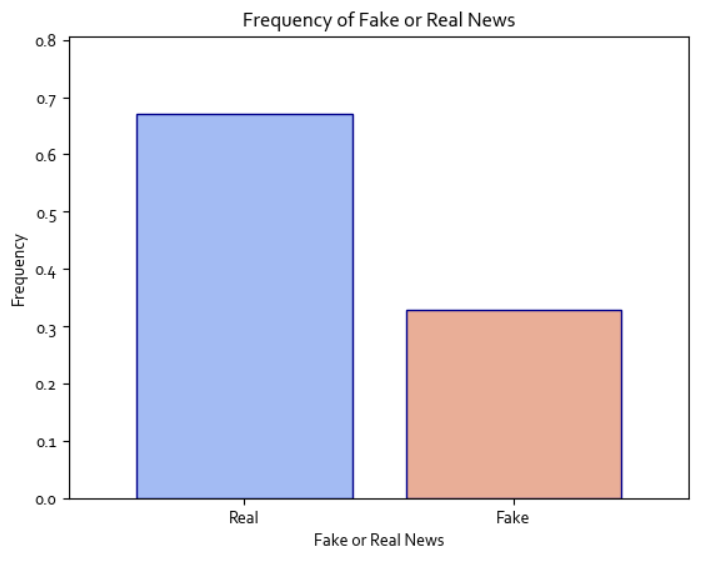 Frequency of Fake or Real News
0.8
0.7
0.6
0.5
0.4
0.3
0.2
0.1
0.0
Frequency
Real
Fake
Fake or Real News